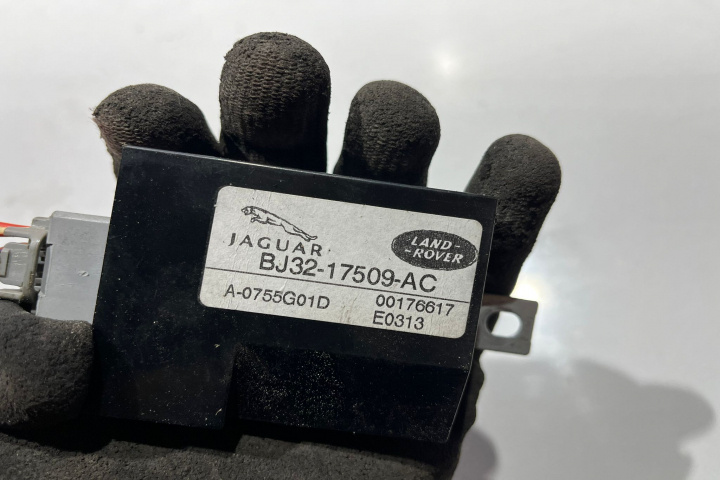 JAGUAR
LAND-
-ROVER
BJ32-17509-AC
A-0755G01D 00176617
E0313